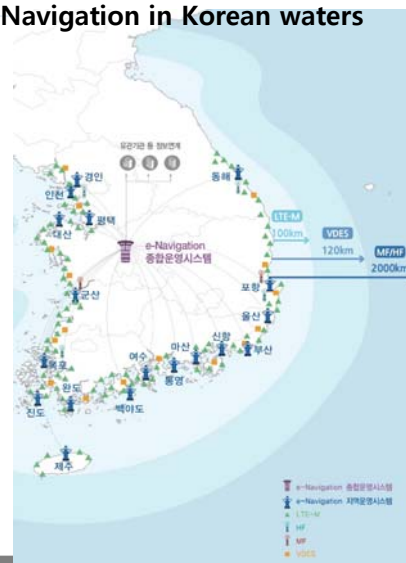 Navigation in Korean waters
유관기관 등 정보연계
경인
인천
동해
대산
평택
e-Navigation
종합운영시스템
LTE-M
100km
VDES
120km
MF/HF
2000km
군산
포항
울산
신항
마산
부산
여수
통영
목포
완도
백야도
진도
제주
e-Navigation 종합운영시스템
e-Navigation 지역운영시스템
LTE-M
HF
MF
VDES